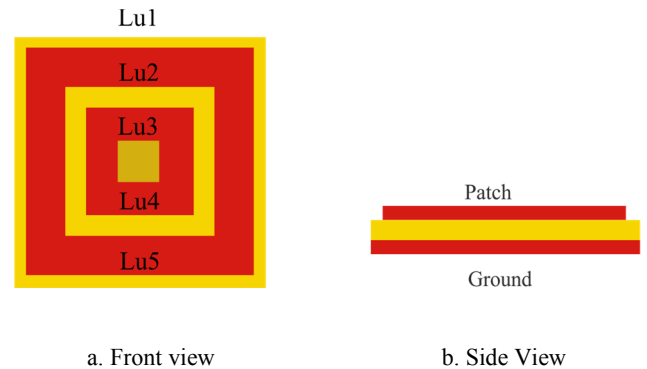 Lu1
Lu2
Lu3
Lu4
Lu5
Patch
Ground
a. Front view
b. Side View